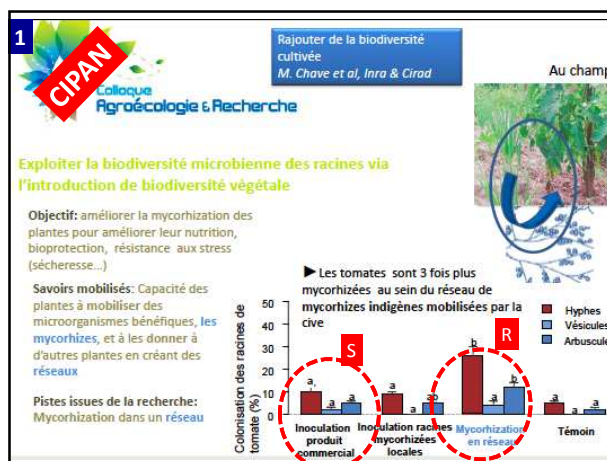 1
CIPAN
Colloque
Agroécologie & Recherche
Rajouter de la biodiversité
cultivée
M. Chave et al, Inra & Cirad
Au champ
Exploiter la biodiversité microbienne des racines via
l'introduction de biodiversité végétale
Objectif: améliorer la mycorhization des
plantes pour améliorer leur nutrition,
bioprotection, résistance aux stress
(sécheresse...)
Savoirs mobilisés: Capacité des
plantes à mobiliser des
microorganismes bénéfiques, les
mycorhizes, et à les donner à
d'autres plantes en créant des
réseaux
Pistes issues de la recherche:
Mycorhization dans un réseau
► Les tomates sont 3 fois plus
mycorhizées au sein du réseau de
mycorhizes indigènes mobilisées par la
cive
Colonisation des racines de
tomate (%)
50
40
30
20
10
0
S
R
Hyphes
Vésicules
Arbuscule
a a a
a a ab
b a b
a a a
Inoculation
produit
commercial
Inoculation racines
mycorhizées
locales
Mycorhization
en réseau
Témoin